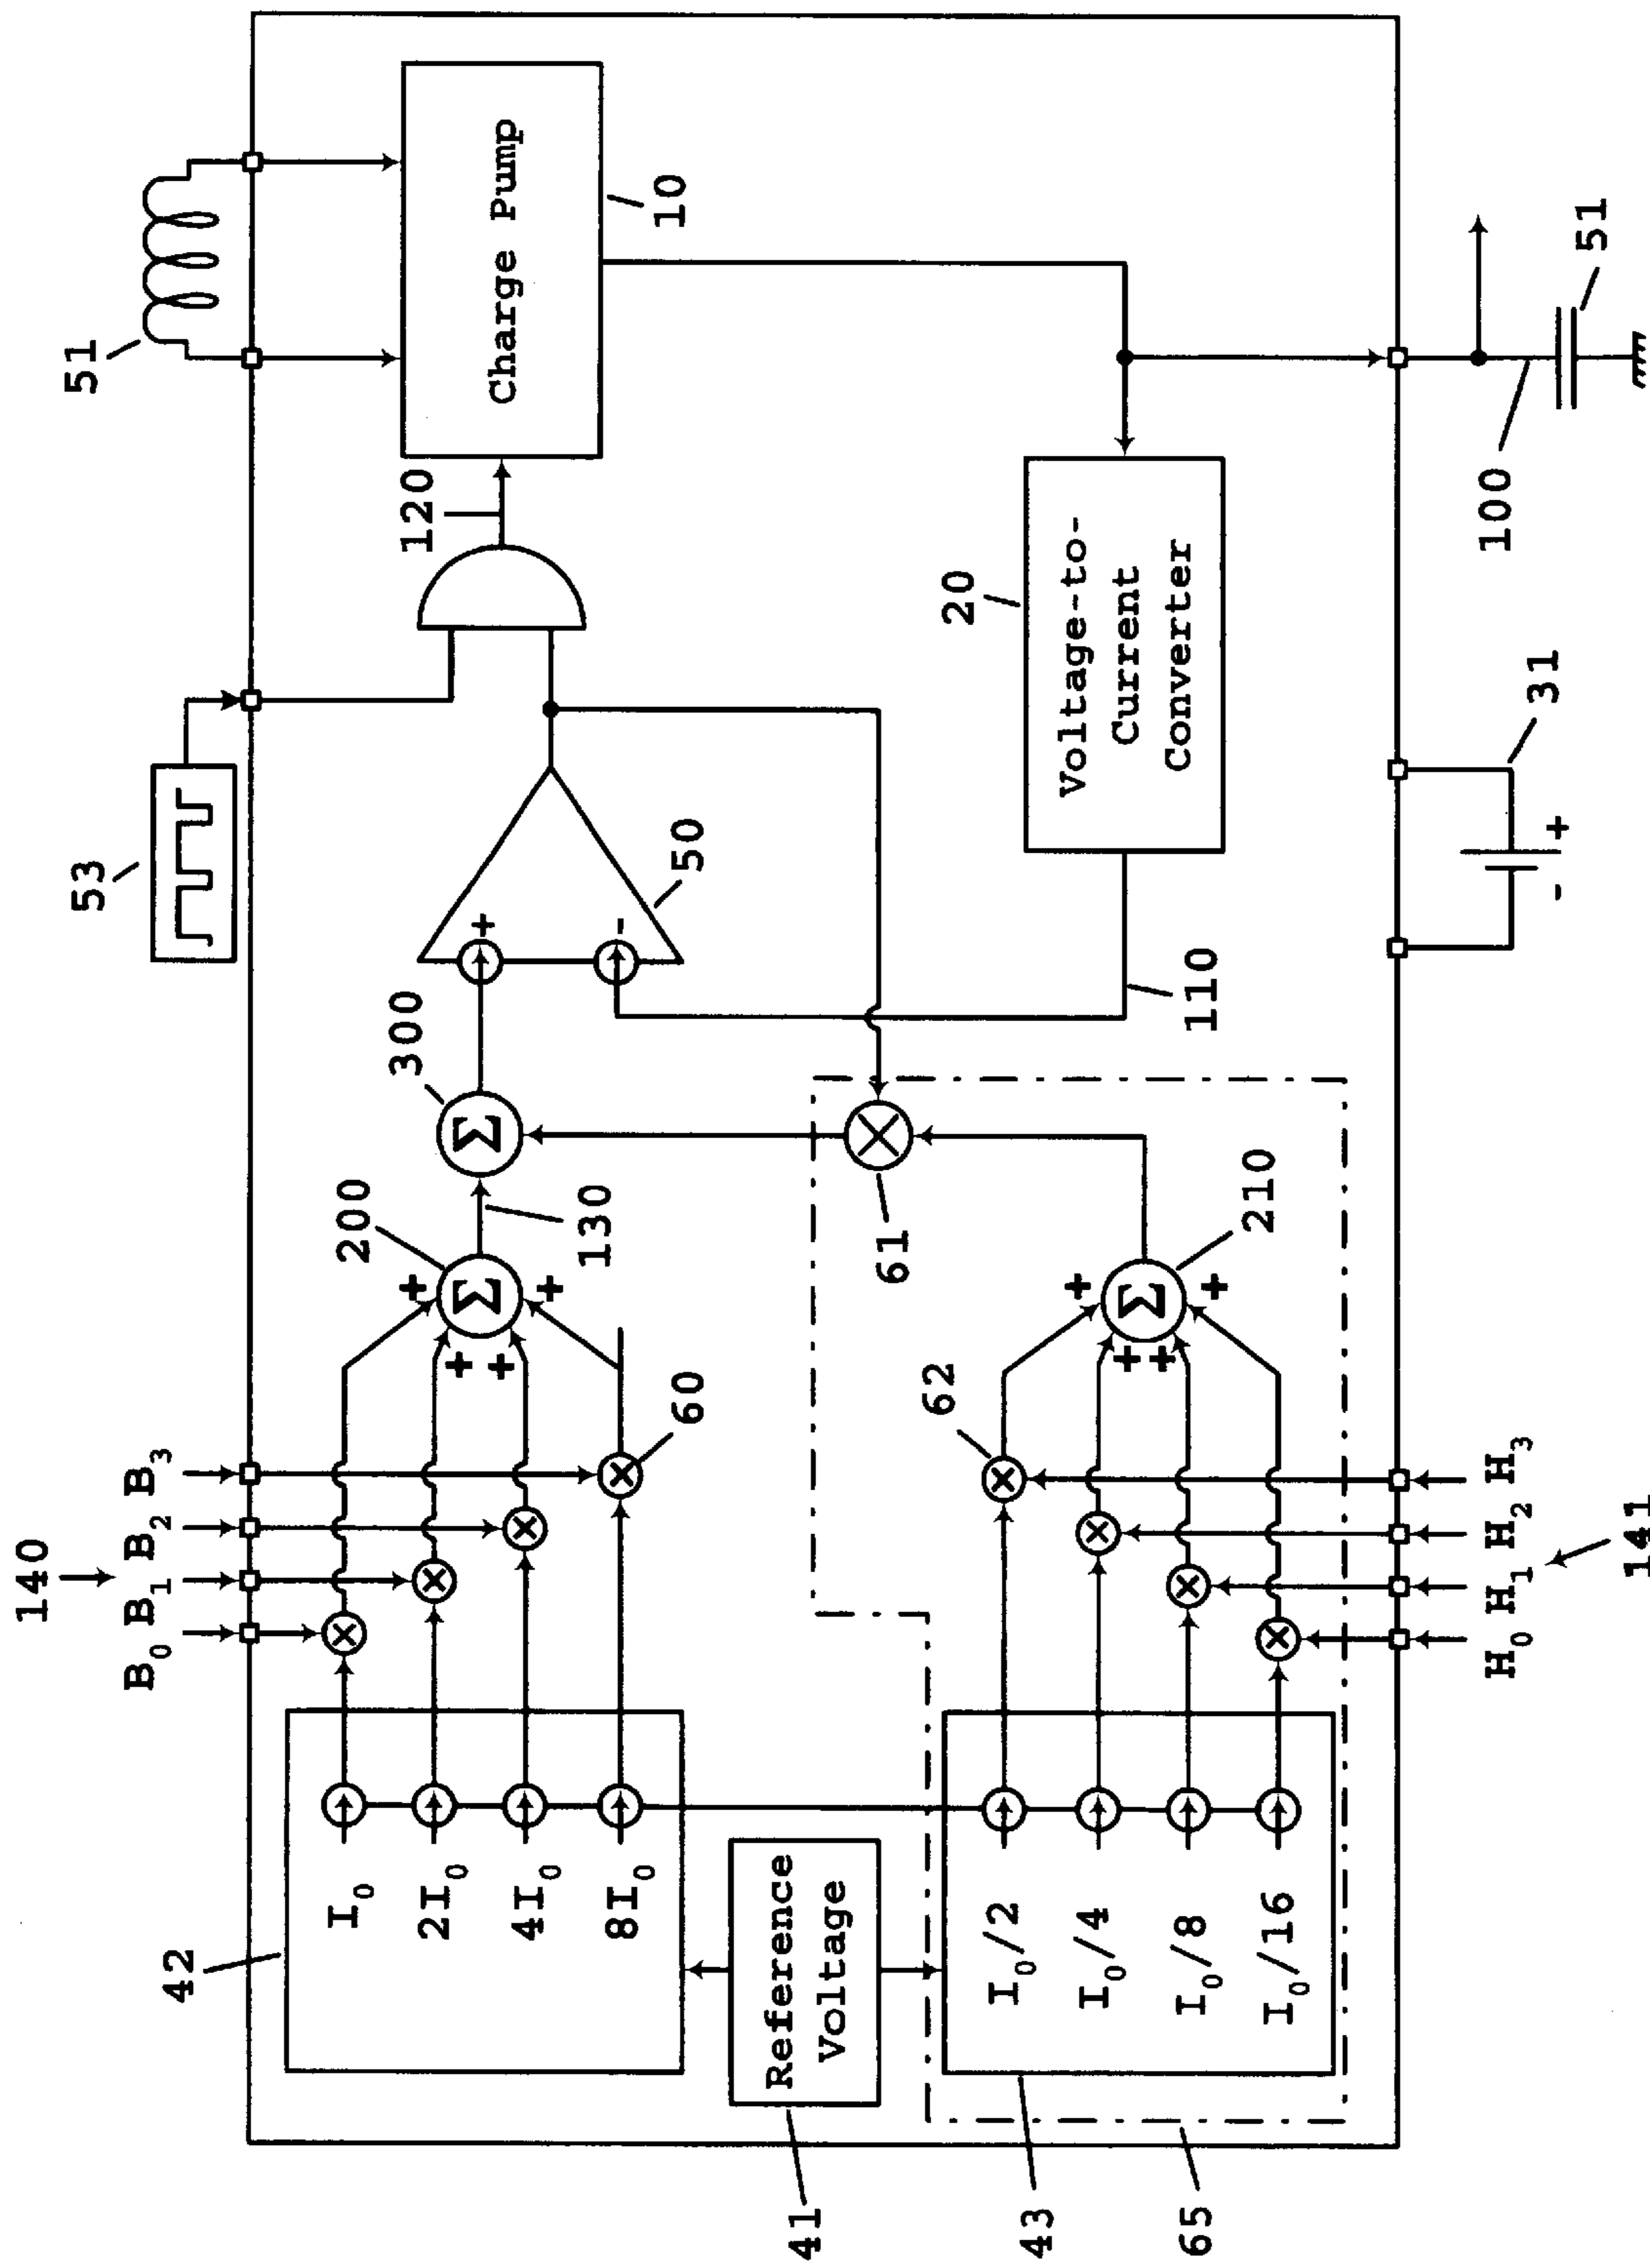 140
B₀ B₁ B₂ B₃
53
51
42
I₀
2I₀
4I₀
8I₀
60
200
+
+
+
+
Σ
130
300
Σ
+
-
50
120
Charge Pump
10
41
Reference
Voltage
61
20
Voltage-to-
Current
Converter
110
43
I₀/2
I₀/4
I₀/8
I₀/16
62
+
+
+
+
Σ
210
65
H₀ H₁ H₂ H₃
141
- +
31
100
51